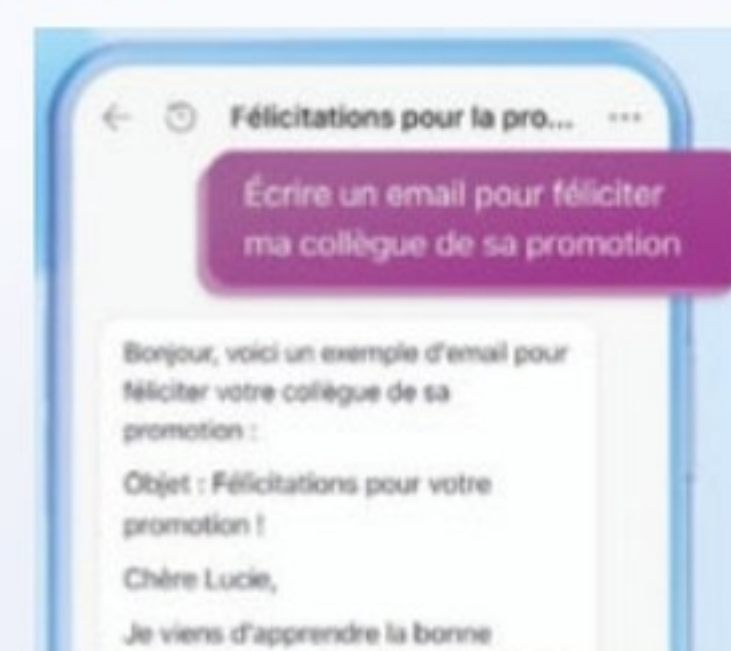 Félicitations pour la pro...
Écrire un email pour féliciter
ma collègue de sa promotion
Bonjour, voici un exemple d'email pour
féliciter votre collègue de sa
promotion :
Objet : Félicitations pour votre
promotion !
Chère Lucie,
Je viens d'apprendre la bonne